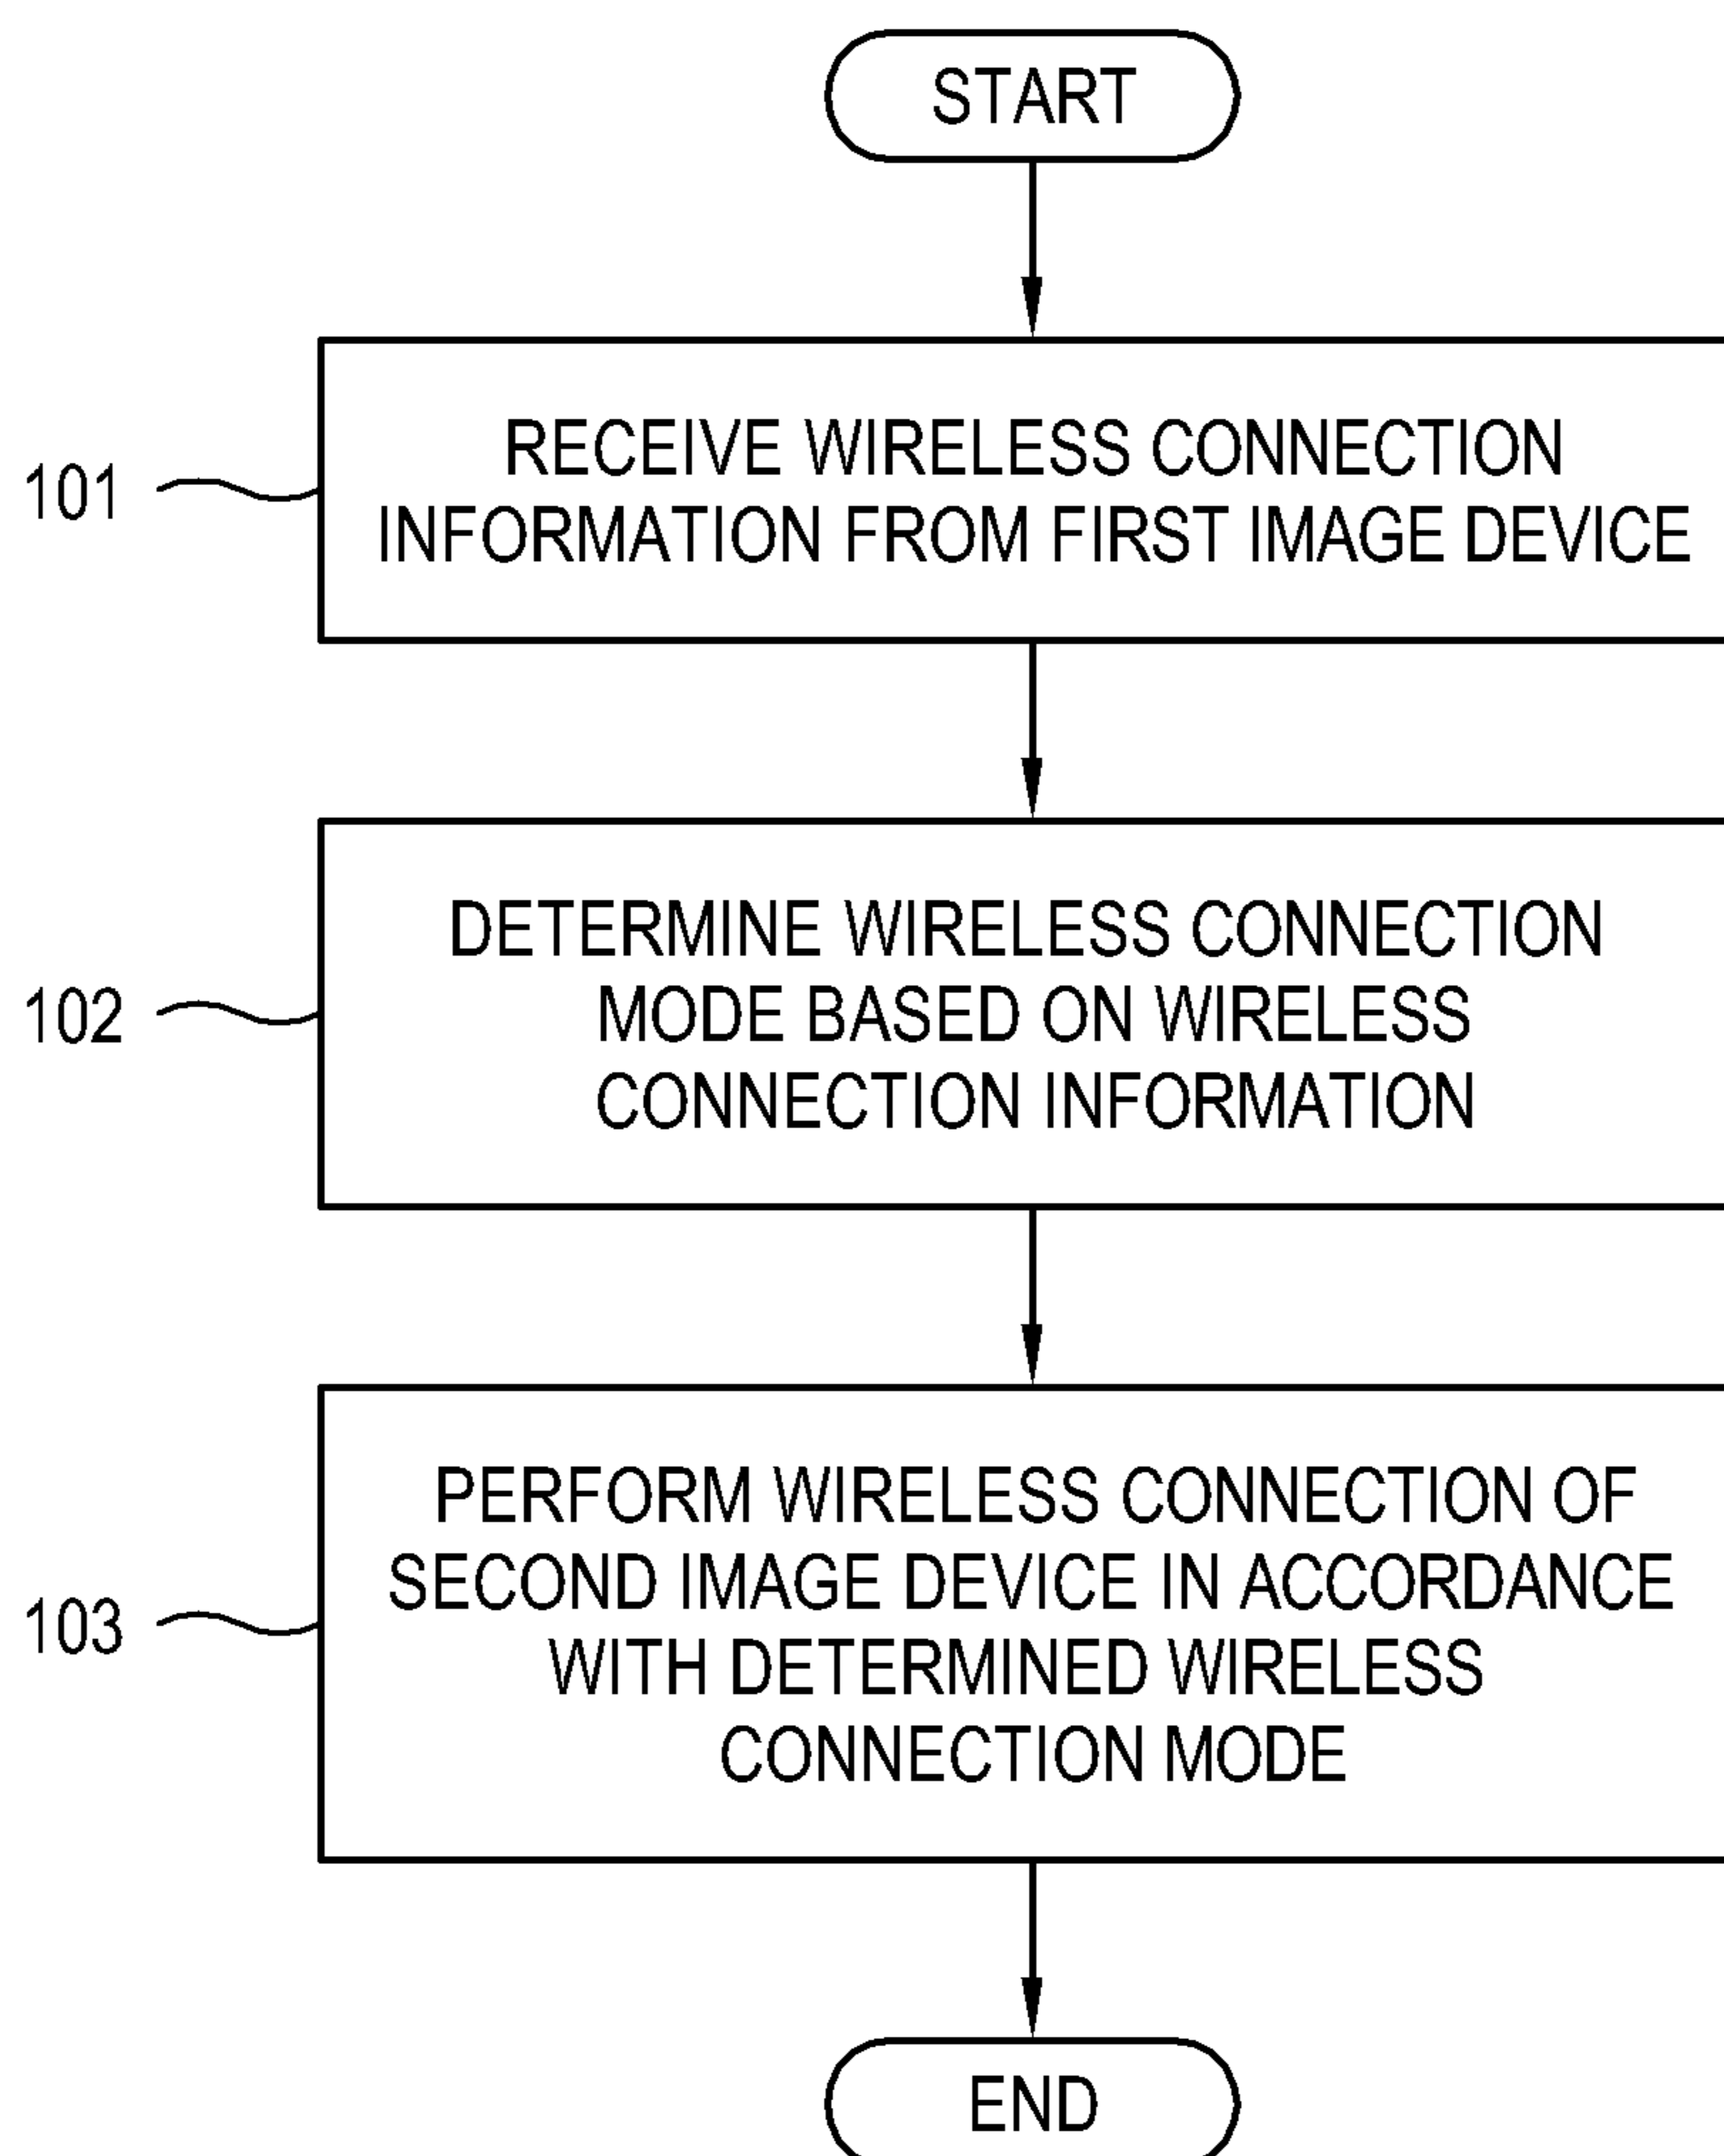 START
101
RECEIVE WIRELESS CONNECTION
INFORMATION FROM FIRST IMAGE DEVICE
102
DETERMINE WIRELESS CONNECTION
MODE BASED ON WIRELESS
CONNECTION INFORMATION
103
PERFORM WIRELESS CONNECTION OF
SECOND IMAGE DEVICE IN ACCORDANCE
WITH DETERMINED WIRELESS
CONNECTION MODE
END